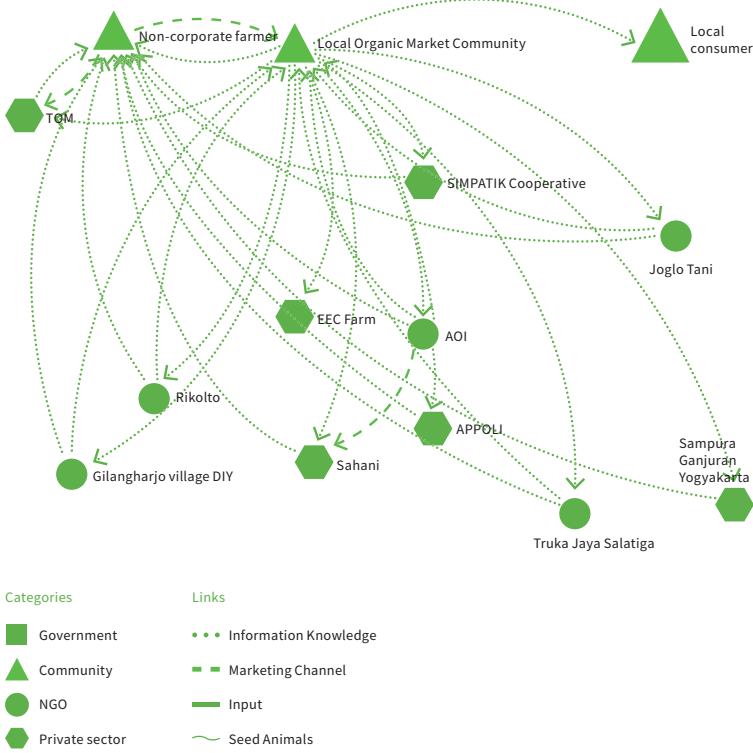 Non-corporate farmer
Local Organic Market Community
Local
consumer
TOM
SIMPATIK Cooperative
Joglo Tani
EEC Farm
AOI
Rikolto
APPOLI
Sampura
Ganjuran
Yogyakarta
Sahani
Gilangharjo village DIY
Truka Jaya Salatiga
Categories
Links
Government
Information Knowledge
Community
Marketing Channel
NGO
Input
Private sector
Seed Animals